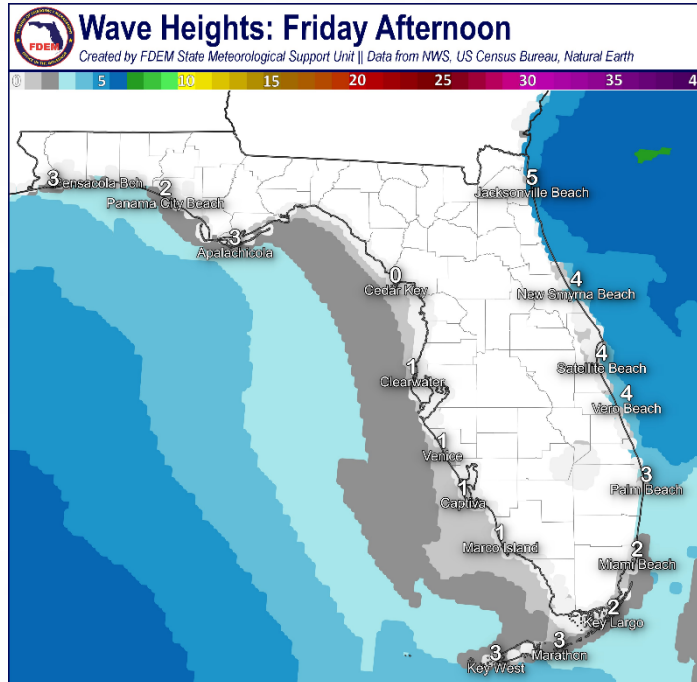 Wave Heights: Friday Afternoon
Created by FDEM State Meteorological Support Unit || Data from NWS, US Census Bureau, Natural Earth
FDEM
0 5 10 15 20 25 30 35 4
3
Pensacola Bch
2
Panama City Beach
3
Apalachicola
5
Jacksonville Beach
0
Cedar Key
4
New Smyrna Beach
4
Satellite Beach
1
Clearwater
4
Vero Beach
1
Venice
1
Captiva
3
Palm Beach
1
Marco Island
2
Miami Beach
2
Key Largo
3
Marathon
3
Key West